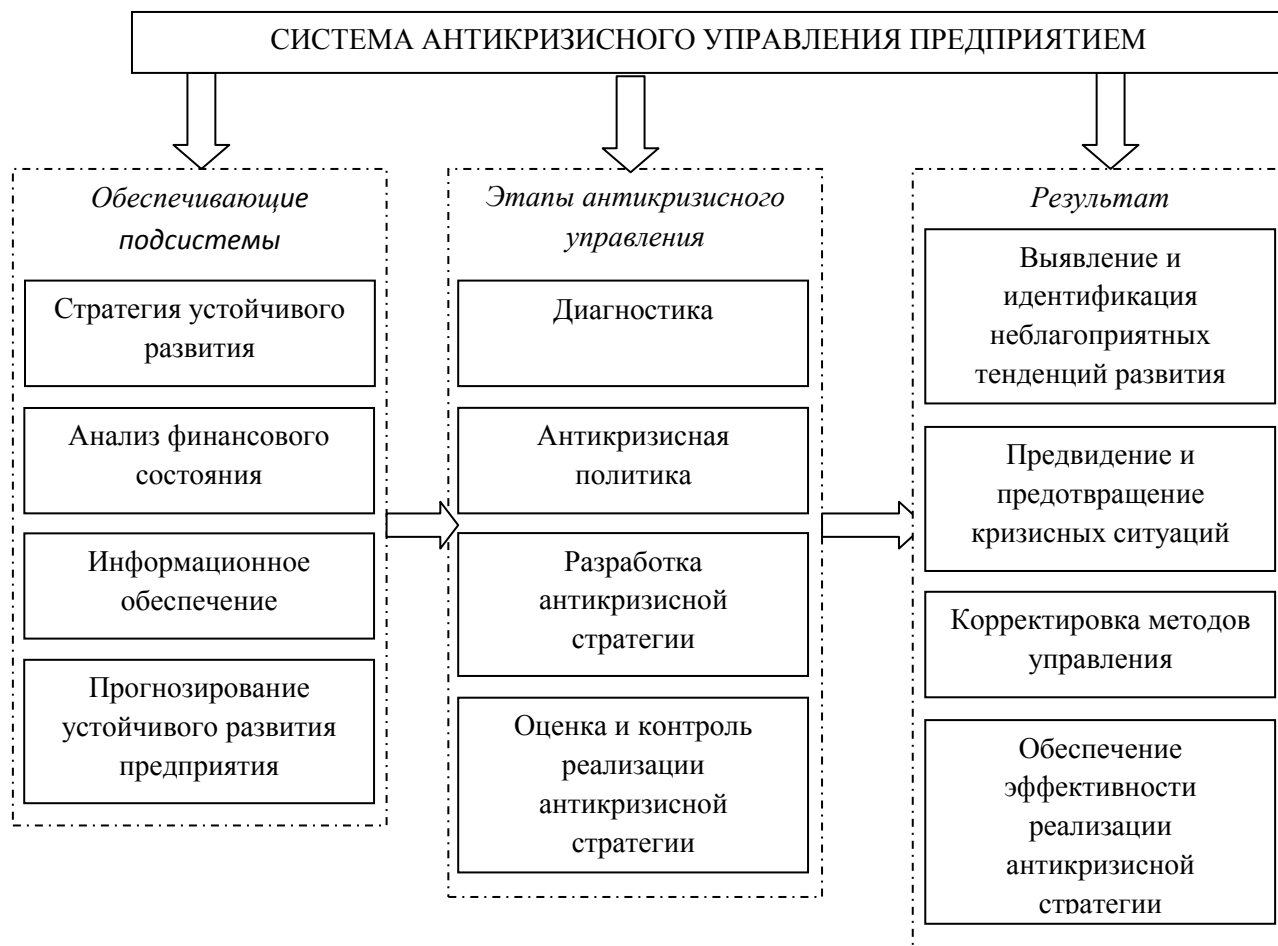 СИСТЕМА АНТИКРИЗИСНОГО УПРАВЛЕНИЯ ПРЕДПРИЯТИЕМ
Обеспечивающие
подсистемы
Стратегия устойчивого
развития
Анализ финансового
состояния
Информационное
обеспечение
Прогнозирование
устойчивого развития
предприятия
Этапы антикризисного
управления
Диагностика
Антикризисная
политика
Разработка
антикризисной
стратегии
Оценка и контроль
реализации
антикризисной
стратегии
Результат
Выявление и
идентификация
неблагоприятных
тенденций развития
Предвидение и
предотвращение
кризисных ситуаций
Корректировка методов
управления
Обеспечение
эффективности
реализации
антикризисной
стратегии